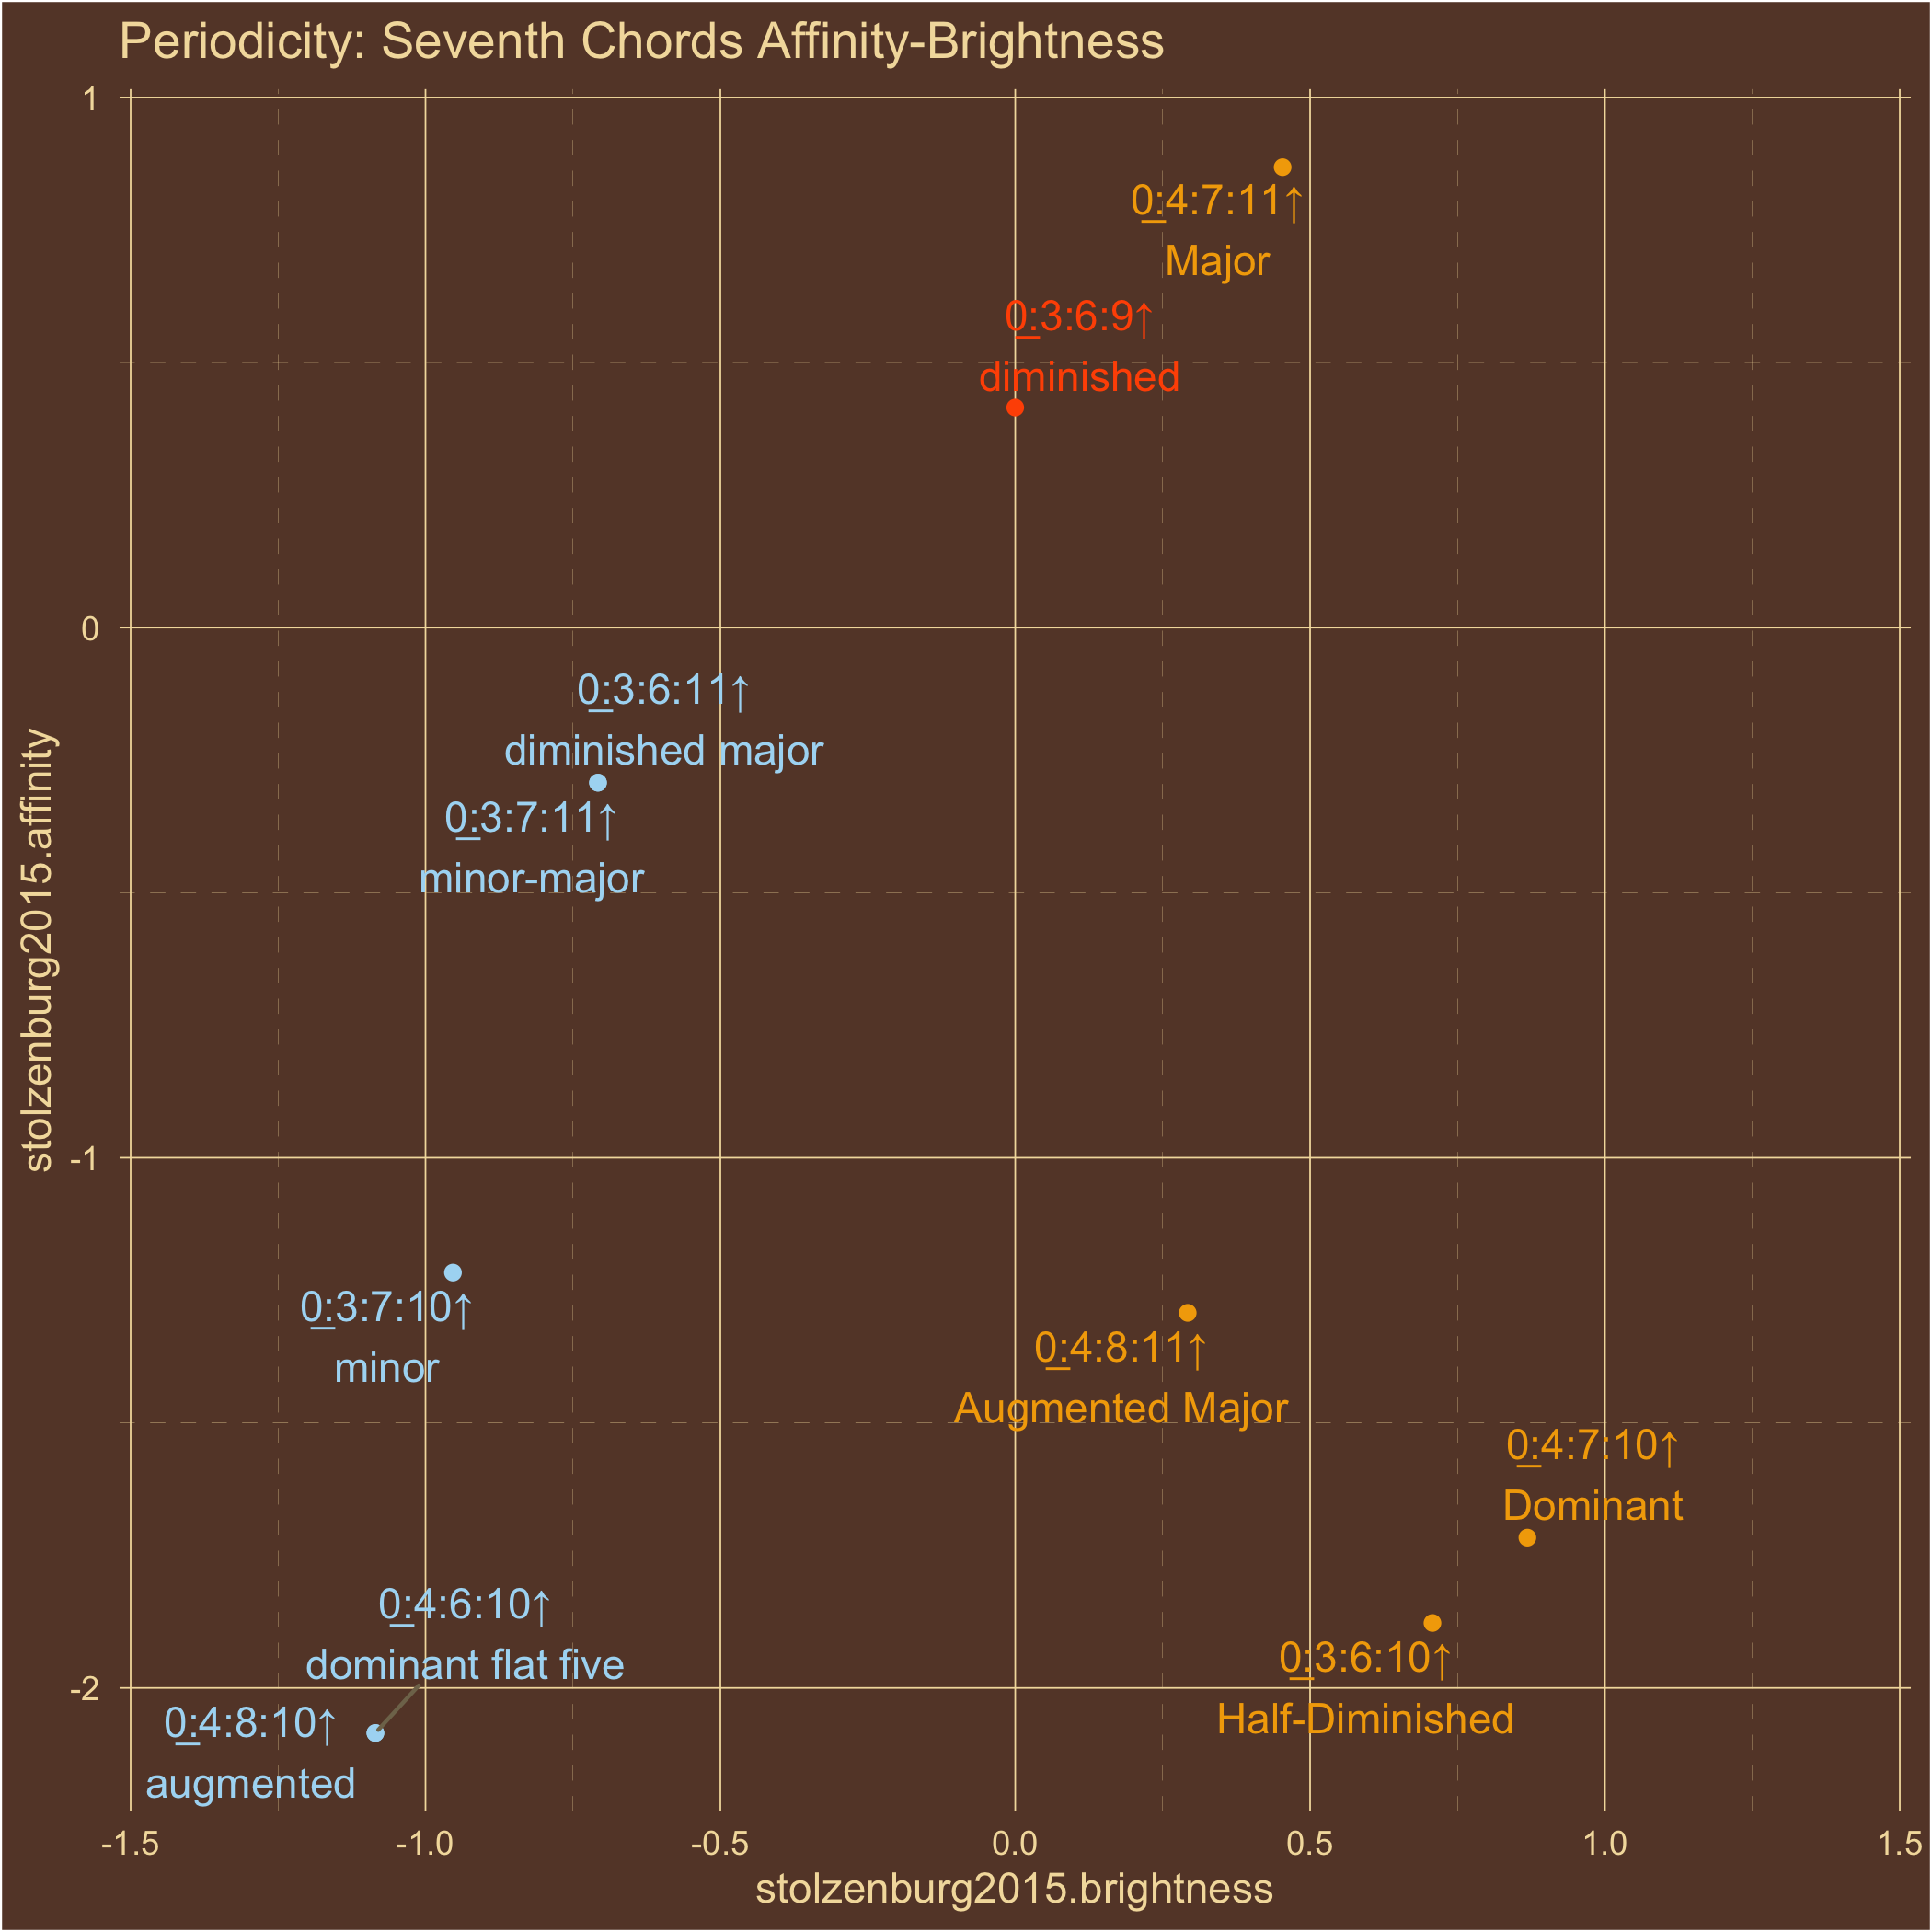 Periodicity: Seventh Chords Affinity-Brightness
1
0:4:7:11↑
Major
0:3:6:9↑
diminished
0
0:3:6:11↑
diminished major
0:3:7:11↑
minor-major
stolzenburg2015.affinity
-1
0:3:7:10↑
minor
0:4:8:11↑
Augmented Major
0:4:7:10↑
Dominant
0:4:6:10↑
dominant flat five
0:3:6:10↑
Half-Diminished
-2
0:4:8:10↑
augmented
-1.5 -1.0 -0.5 0.0 0.5 1.0 1.5
stolzenburg2015.brightness